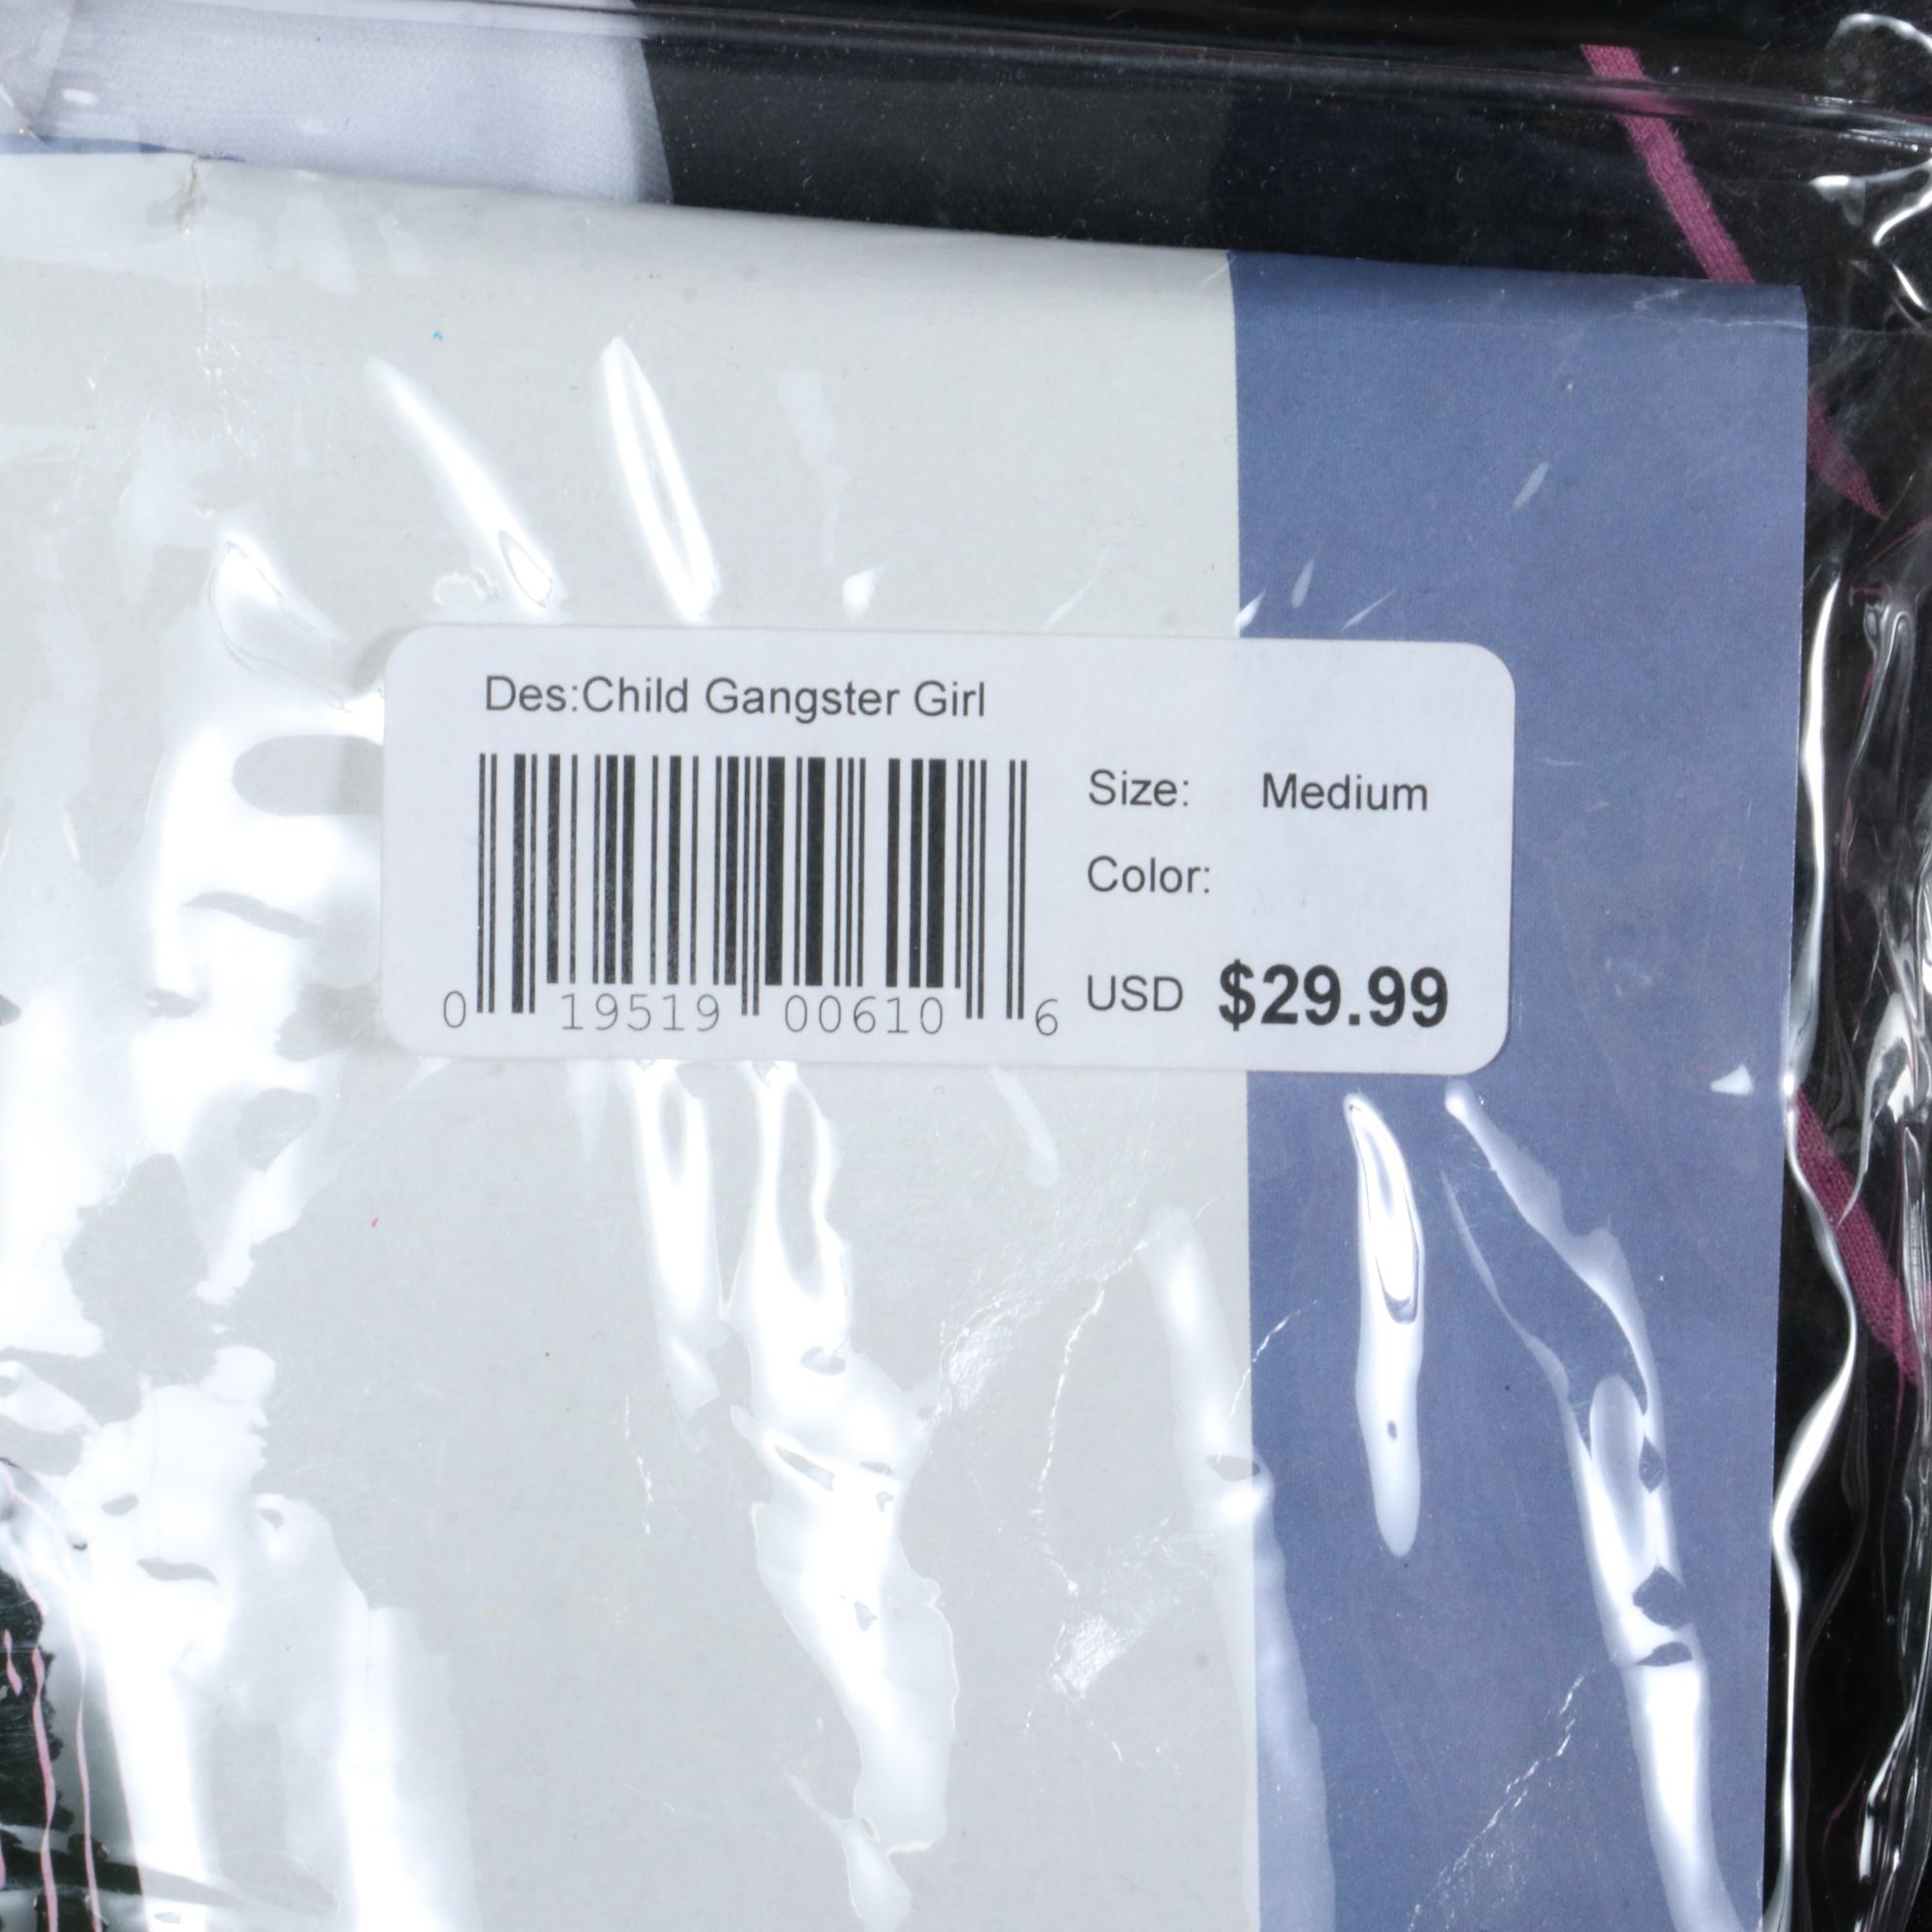 Des:Child Gangster Girl
Size: Medium
Color:
USD $29.99
0 19519 00610 6